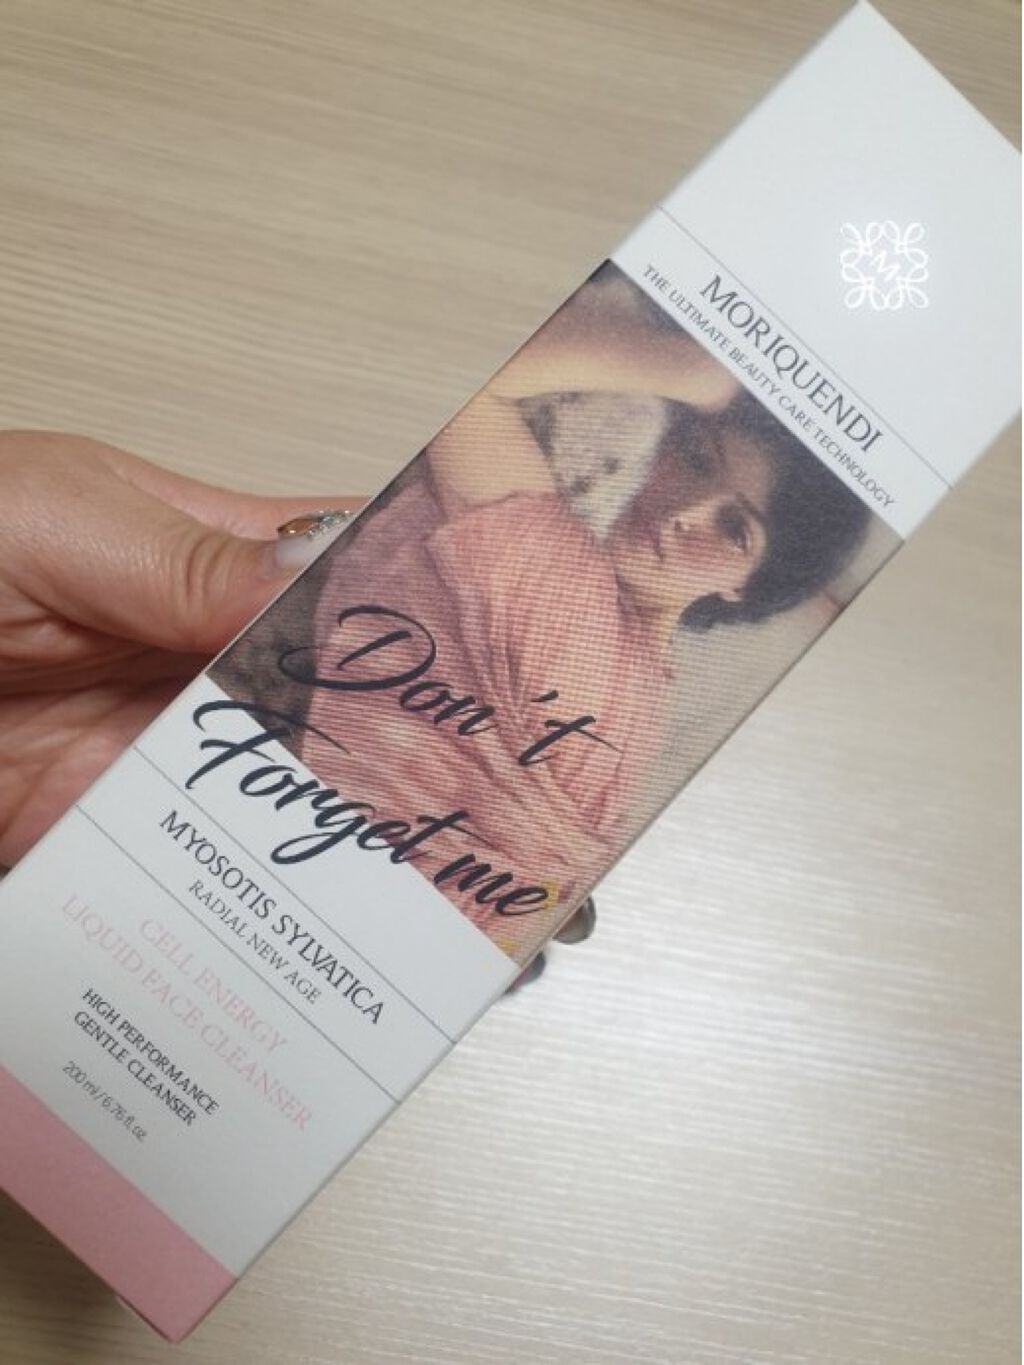 M
MORIQUENDI
THE ULTIMATE BEAUTY CARE TECHNOLOGY
Don't
Forget me
MYOSOTIS SYLVATICA
RADIAL NEW AGE
CELL ENERGY
LIQUID FACE CLEANSER
HIGH PERFORMANCE
GENTLE CLEANSER
200 ml/6.76 fl. oz